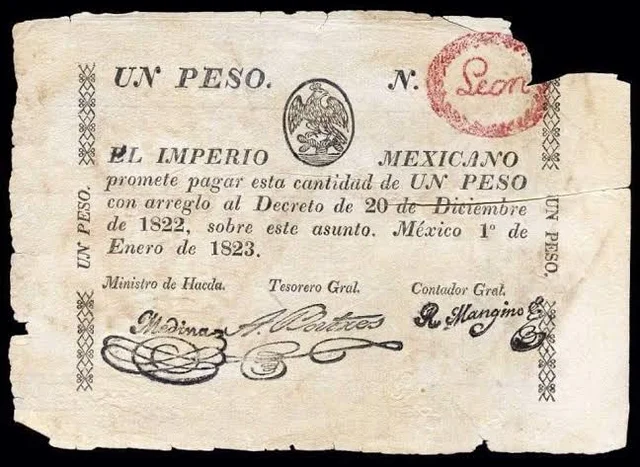 UN PESO. N.
Leon
EL IMPERIO MEXICANO
promete pagar esta cantidad de UN PESO
con arreglo al Decreto de 20 de Diciembre
de 1822, sobre este asunto. México 1º de
Enero de 1823.
Ministro de Hacda. Tesorero Gral. Contador Gral.
Medina A. Batres R. Mangino
UN PESO.
UN PESO.